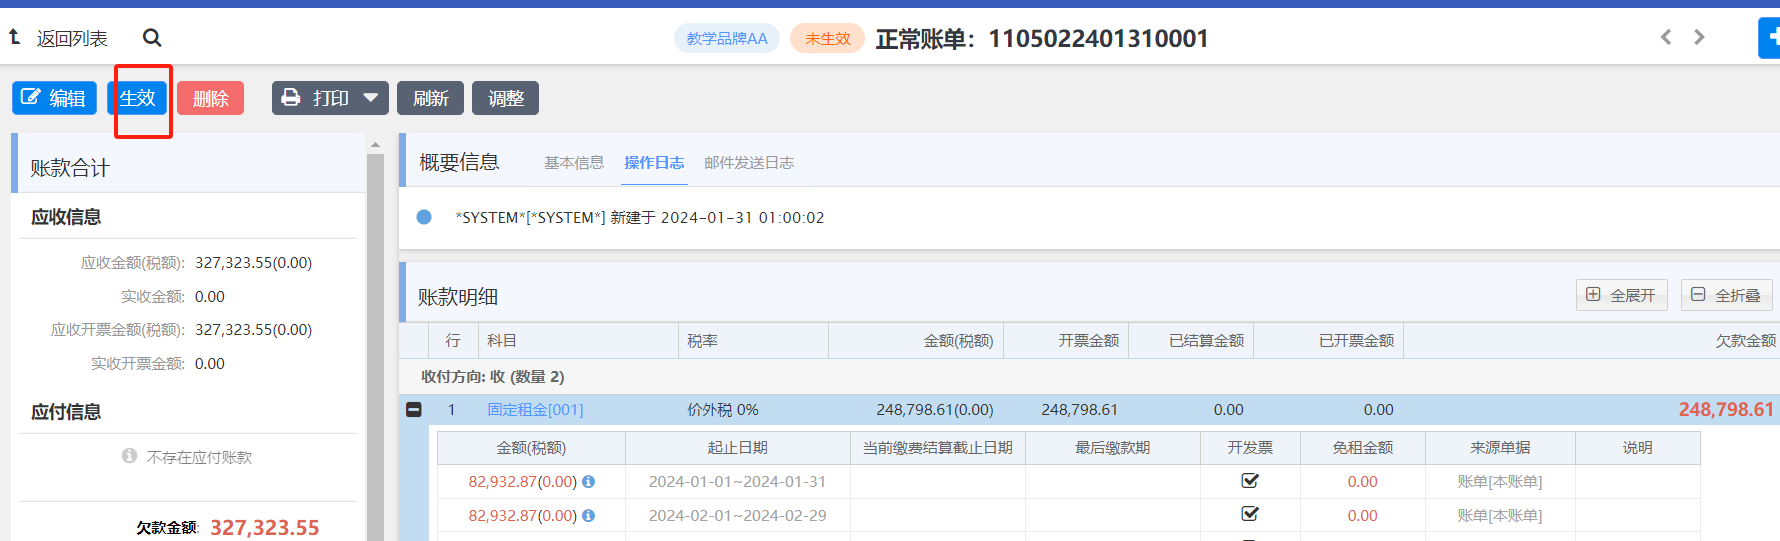 返回列表
教学品牌AA 未生效 正常账单：1105022401310001
编辑 生效 删除 打印 刷新 调整
账款合计
应收信息
应收金额(税额): 327,323.55(0.00)
实收金额: 0.00
应收开票金额(税额): 327,323.55(0.00)
实收开票金额: 0.00
应付信息
不存在应付账款
欠款金额: 327,323.55
概要信息 基本信息 操作日志 邮件发送日志
*SYSTEM*[*SYSTEM*] 新建于 2024-01-31 01:00:02
账款明细 全展开 全折叠
行 科目 税率 金额(税额) 开票金额 已结算金额 已开票金额 欠款金额
收付方向: 收 (数量 2)
1 固定租金[001] 价外税 0% 248,798.61(0.00) 248,798.61 0.00 0.00 248,798.61
金额(税额) 起止日期 当前缴费结算截止日期 最后缴款期 开发票 免租金额 来源单据 说明
82,932.87(0.00) 2024-01-01~2024-01-31 0.00 账单[本账单]
82,932.87(0.00) 2024-02-01~2024-02-29 0.00 账单[本账单]